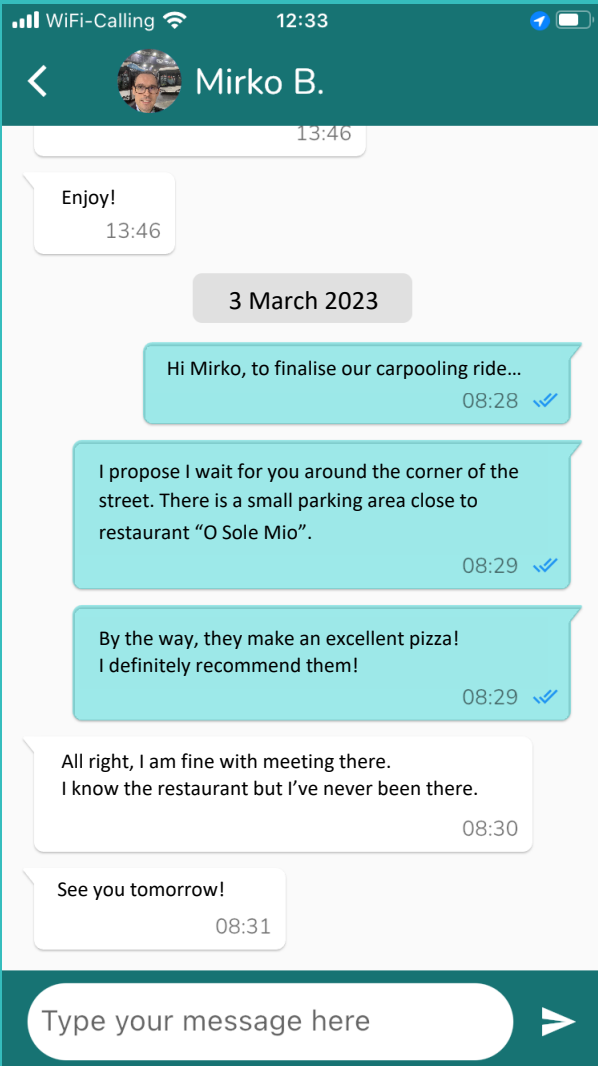 WiFi-Calling 12:33
Mirko B.
13:46
Enjoy!
13:46
3 March 2023
Hi Mirko, to finalise our carpooling ride…
08:28
I propose I wait for you around the corner of the
street. There is a small parking area close to
restaurant “O Sole Mio”.
08:29
By the way, they make an excellent pizza!
I definitely recommend them!
08:29
All right, I am fine with meeting there.
I know the restaurant but I’ve never been there.
08:30
See you tomorrow!
08:31
Type your message here